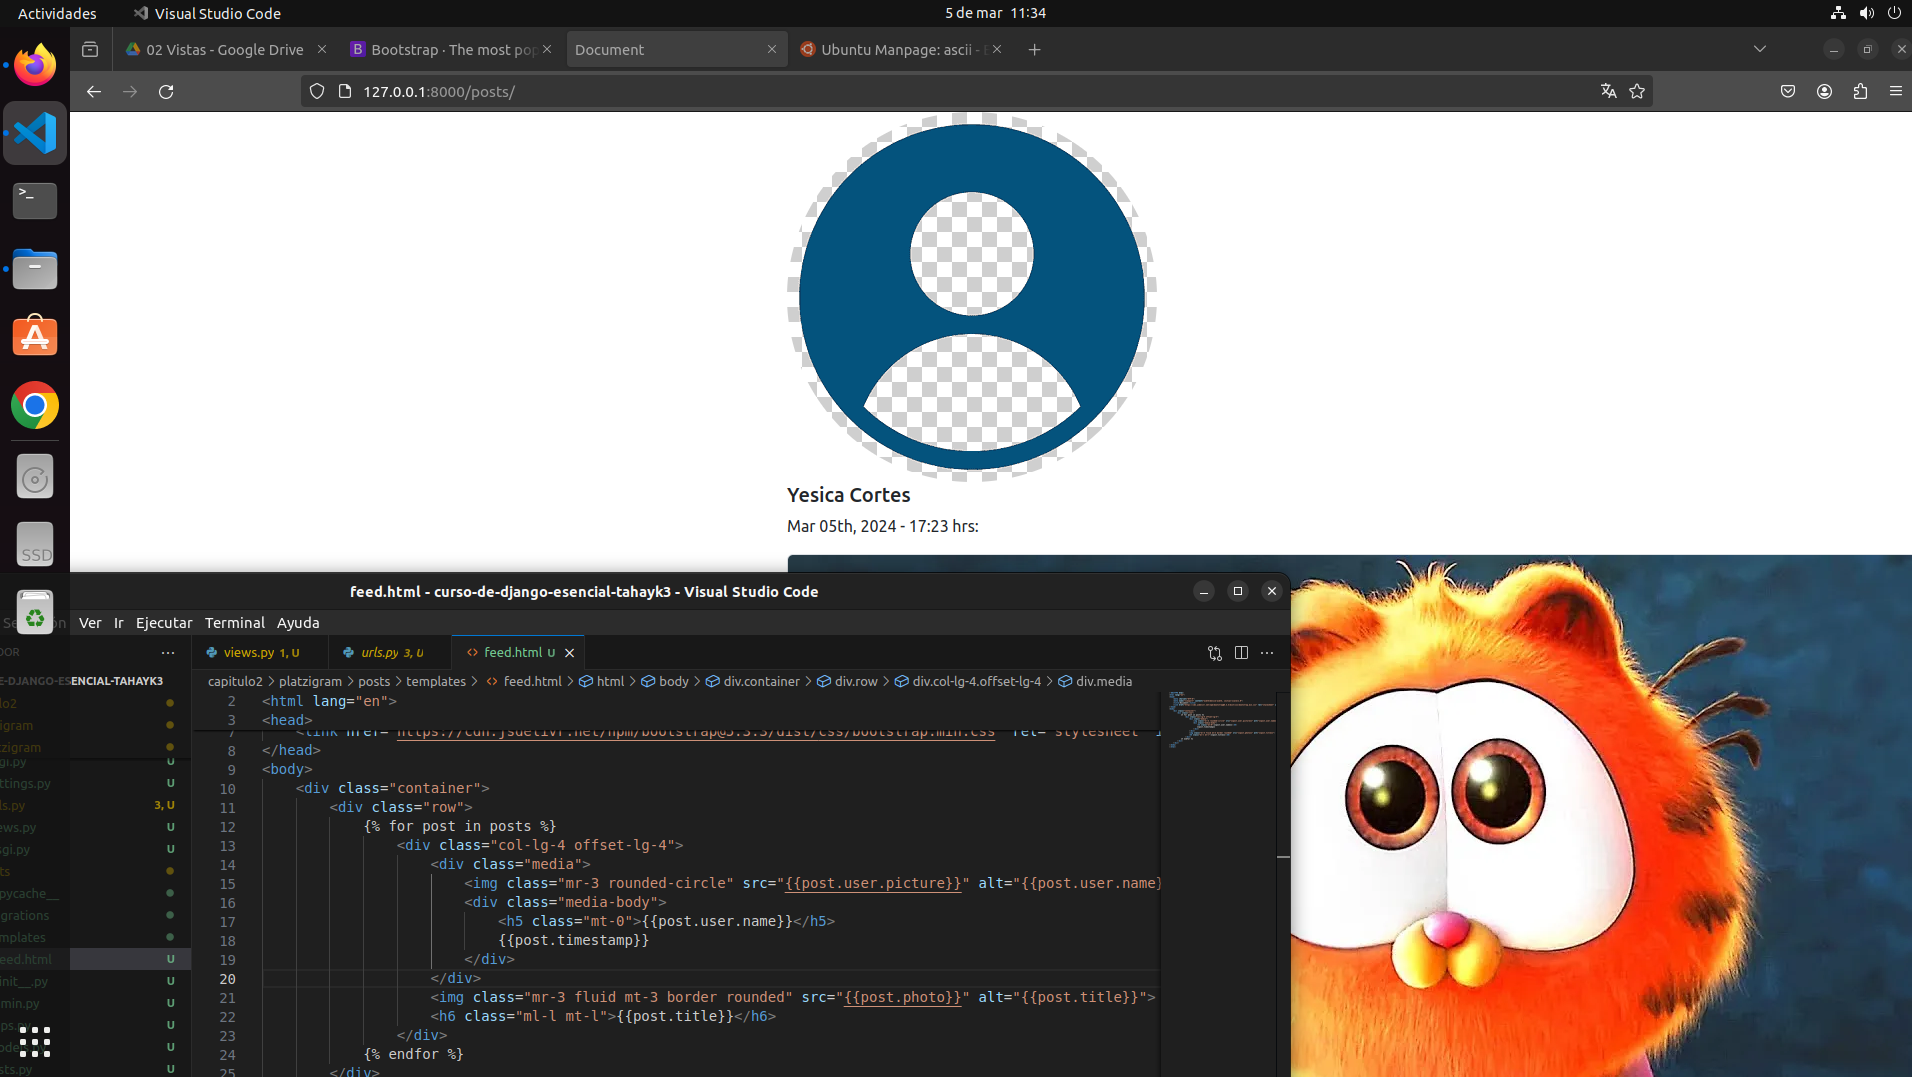 Actividades
Visual Studio Code
5 de mar 11:34
02 Vistas - Google Drive
Bootstrap · The most pop
Document
Ubuntu Manpage: ascii -
127.0.0.1:8000/posts/
Yesica Cortes
Mar 05th, 2024 - 17:23 hrs:
SSD
feed.html - curso-de-django-esencial-tahayk3 - Visual Studio Code
Ver Ir Ejecutar Terminal Ayuda
views.py 1, U
urls.py 3, U
feed.html U
capitulo2 > platzigram > posts > templates > feed.html > html > body > div.container > div.row > div.col-lg-4.offset-lg-4 > div.media
E-DJANGO-ESENCIAL-TAHAYK3
lo2
zigram
tzigram
gi.py U
ttings.py U
ls.py 3, U
ews.py U
sgi.py U
ts
pycache__
grations
mplates
feed.html U
init__.py U
min.py U
ps.py U
odels.py U
sts.py U
2 <html lang="en">
3 <head>
7 <link href="https://cdn.jsdelivr.net/npm/bootstrap@5.3.3/dist/css/bootstrap.min.css" rel="stylesheet"
8 </head>
9 <body>
10 <div class="container">
11 <div class="row">
12 {% for post in posts %}
13 <div class="col-lg-4 offset-lg-4">
14 <div class="media">
15 <img class="mr-3 rounded-circle" src="{{post.user.picture}}" alt="{{post.user.name}
16 <div class="media-body">
17 <h5 class="mt-0">{{post.user.name}}</h5>
18 {{post.timestamp}}
19 </div>
20 </div>
21 <img class="mr-3 fluid mt-3 border rounded" src="{{post.photo}}" alt="{{post.title}}">
22 <h6 class="ml-l mt-l">{{post.title}}</h6>
23 </div>
24 {% endfor %}
25 </div>